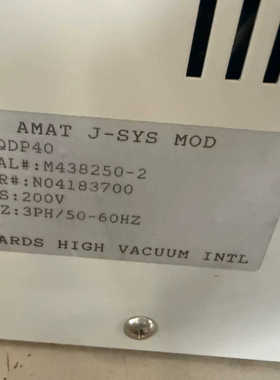 AMAT J-SYS MOD
QDP40
AL#:M438250-2
R#:N04183700
S:200V
Z:3PH/50-60HZ
ARDS HIGH VACUUM INTL